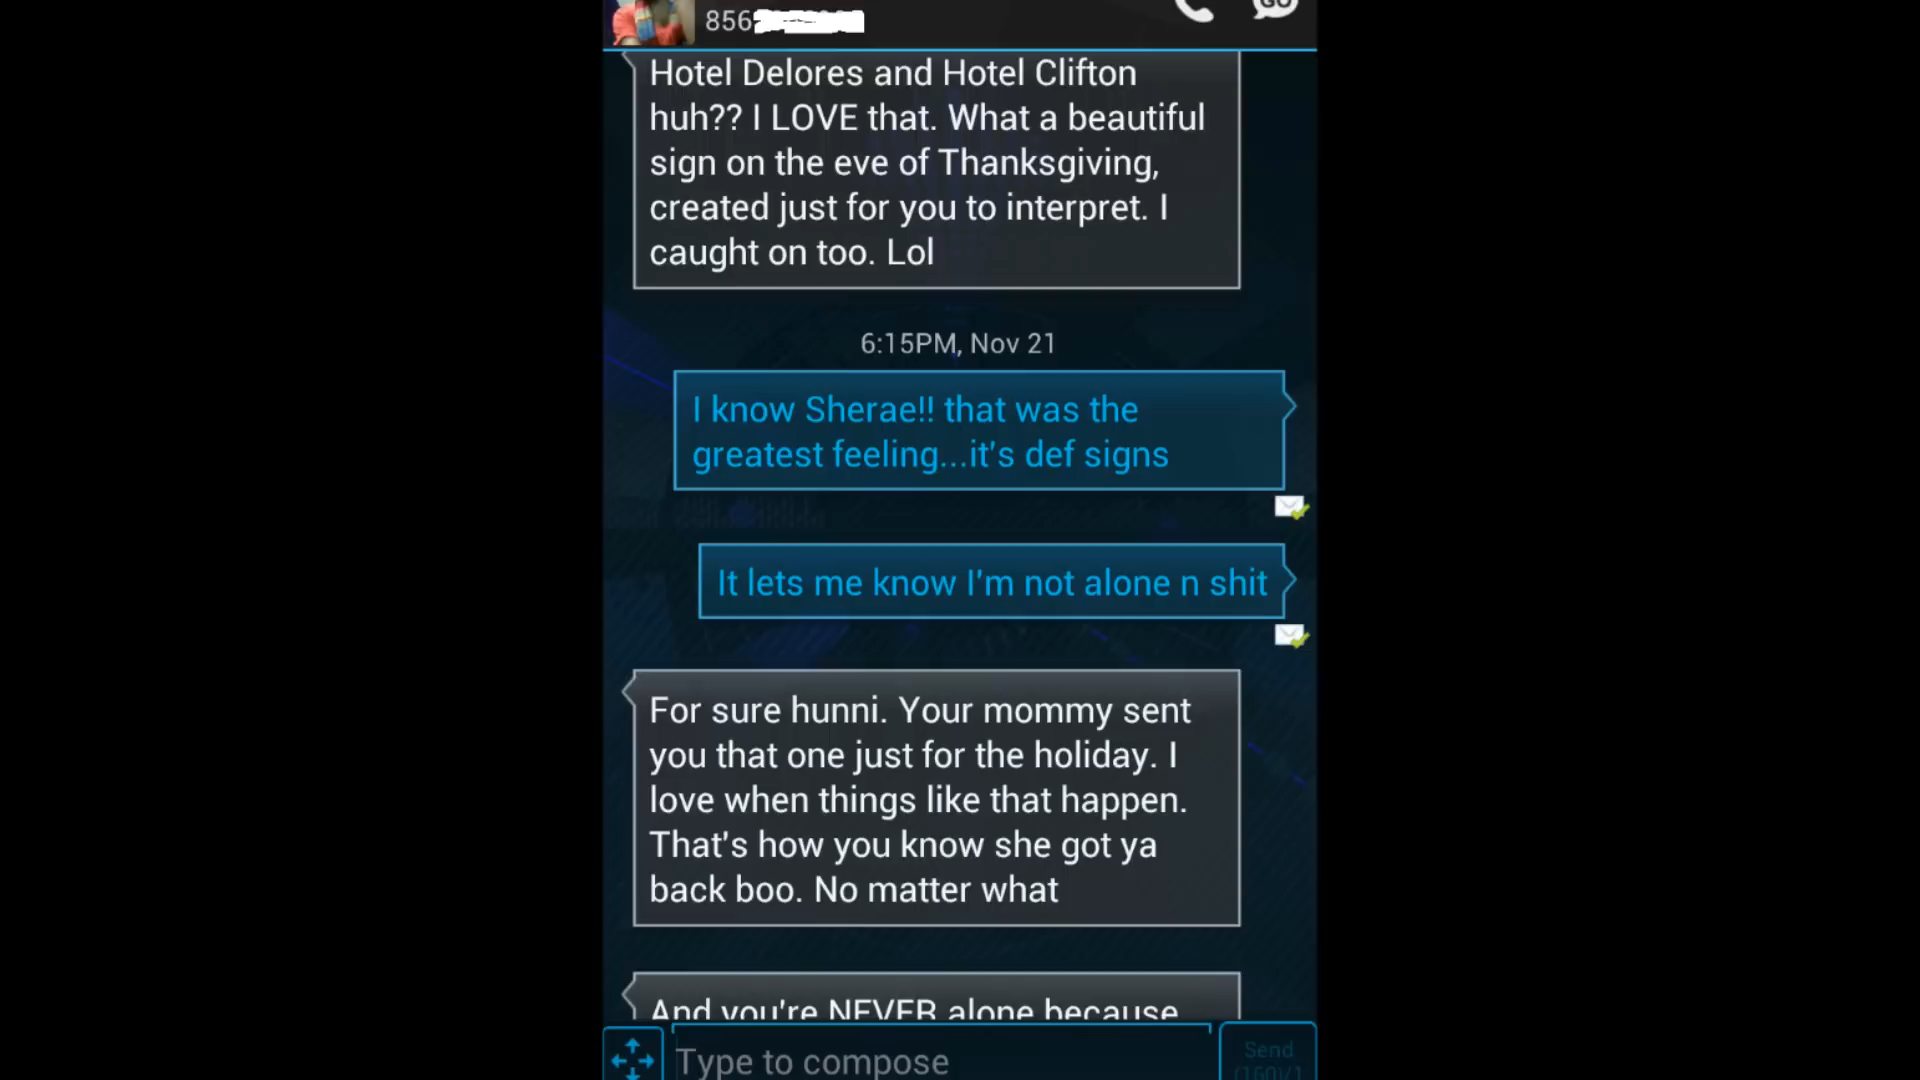 GO
856
Hotel Delores and Hotel Clifton
huh?? I LOVE that. What a beautiful
sign on the eve of Thanksgiving,
created just for you to interpret. I
caught on too. Lol
6:15PM, Nov 21
I know Sherae!! that was the
greatest feeling...it's def signs
It lets me know I'm not alone n shit
For sure hunni. Your mommy sent
you that one just for the holiday. I
love when things like that happen.
That's how you know she got ya
back boo. No matter what
And you're NEVER alone because
Type to compose
Send
(160)/1